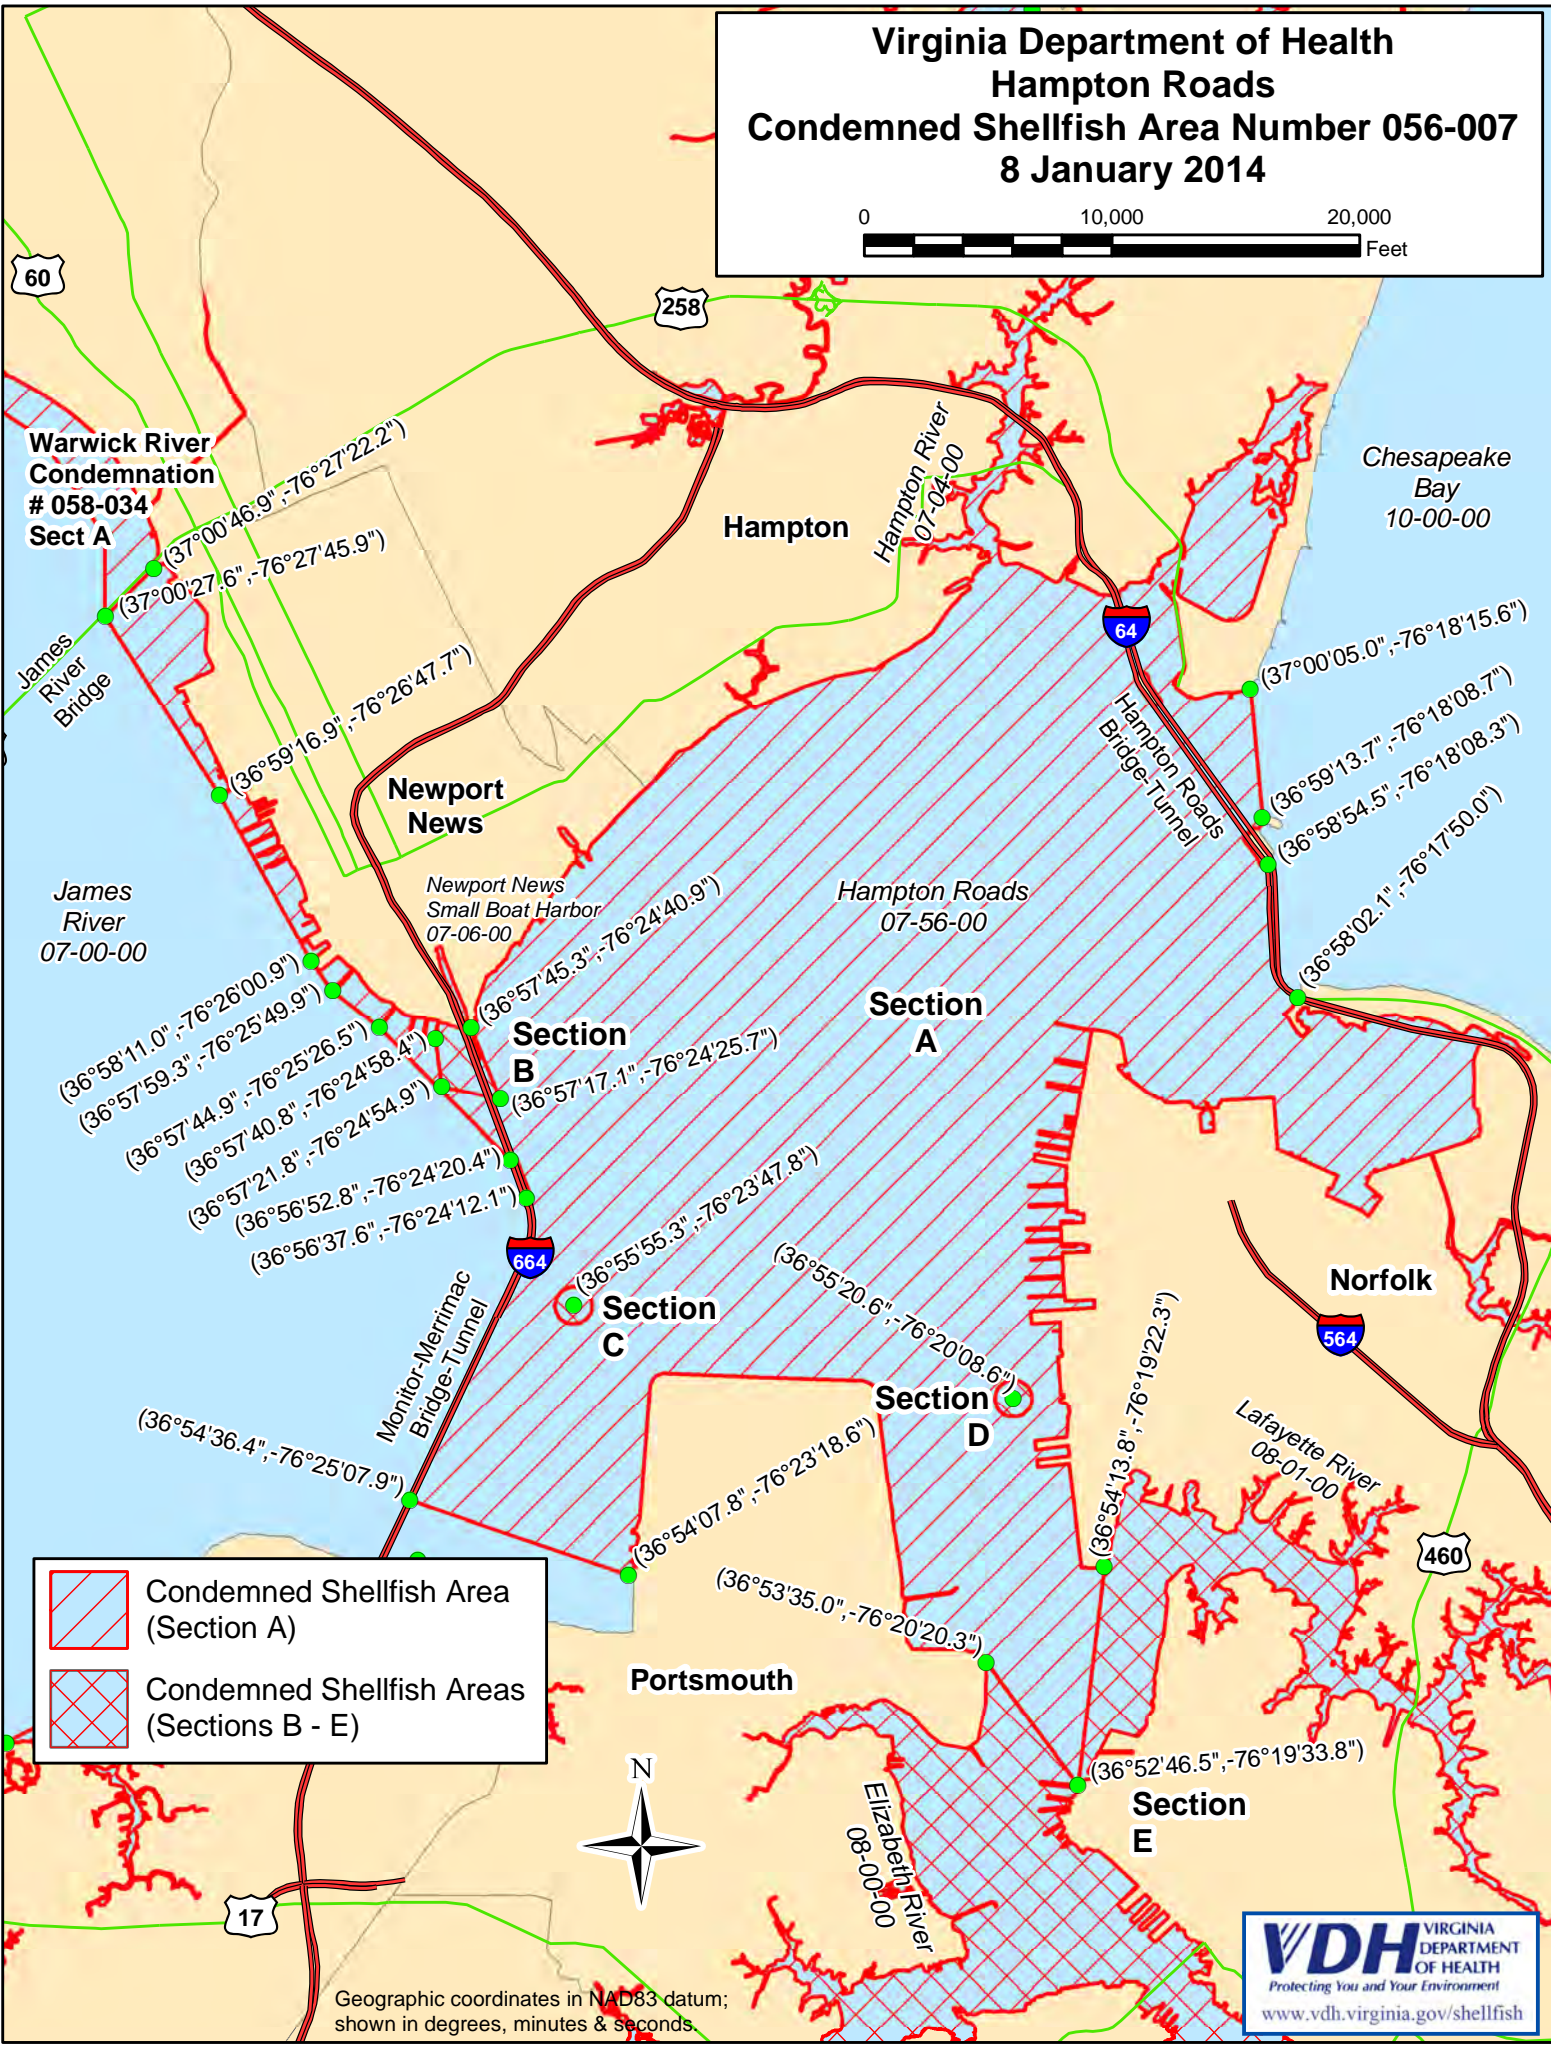 Virginia Department of Health
Hampton Roads
Condemned Shellfish Area Number 056-007
8 January 2014
0
10,000
20,000
Feet
60
258
Warwick River
Condemnation
# 058-034
Sect A
(37°00'46.9",-76°27'22.2")
(37°00'27.6",-76°27'45.9")
James
River
Bridge
Hampton
Hampton River
07-04-00
Chesapeake
Bay
10-00-00
64
(37°00'05.0",-76°18'15.6")
(36°59'16.9",-76°26'47.7")
Hampton Roads
Bridge-Tunnel
(36°59'13.7",-76°18'08.7")
(36°58'54.5",-76°18'08.3")
(36°58'02.1",-76°17'50.0")
Newport
News
James
River
07-00-00
Newport News
Small Boat Harbor
07-06-00
(36°57'45.3",-76°24'40.9")
Hampton Roads
07-56-00
Section
A
(36°58'11.0",-76°26'00.9")
(36°57'59.3",-76°25'49.9")
(36°57'44.9",-76°25'26.5")
(36°57'40.8",-76°24'58.4")
(36°57'21.8",-76°24'54.9")
(36°56'52.8",-76°24'20.4")
(36°56'37.6",-76°24'12.1")
Section
B
(36°57'17.1",-76°24'25.7")
664
(36°55'55.3",-76°23'47.8")
Section
C
(36°55'20.6",-76°20'08.6")
Section
D
Norfolk
564
Monitor-Merrimac
Bridge-Tunnel
(36°54'36.4",-76°25'07.9")
(36°54'07.8",-76°23'18.6")
(36°54'13.8",-76°19'22.3")
Lafayette River
08-01-00
460
(36°53'35.0",-76°20'20.3")
Condemned Shellfish Area
(Section A)
Condemned Shellfish Areas
(Sections B - E)
Portsmouth
(36°52'46.5",-76°19'33.8")
Section
E
N
Elizabeth River
08-00-00
17
Geographic coordinates in NAD83 datum;
shown in degrees, minutes & seconds.
VDH VIRGINIA
DEPARTMENT
OF HEALTH
Protecting You and Your Environment
www.vdh.virginia.gov/shellfish